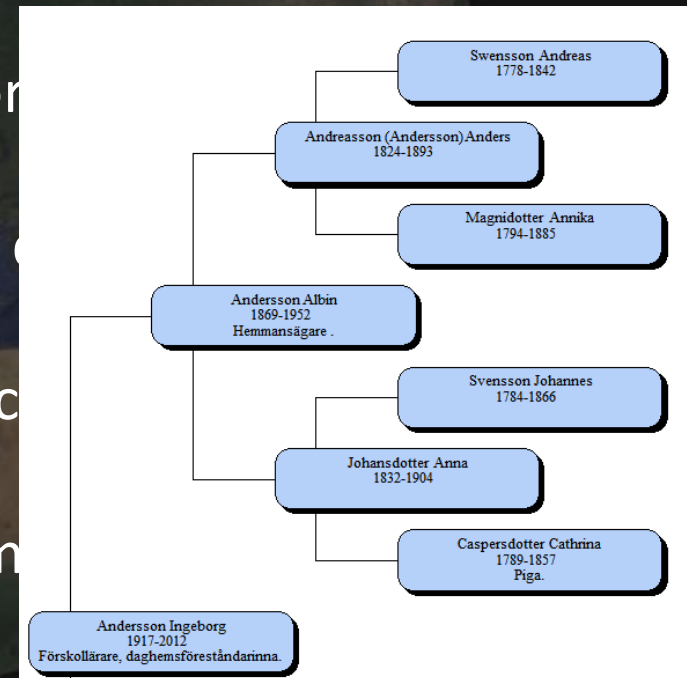 Swensson Andreas
1778-1842
Andreasson (Andersson) Anders
1824-1893
Magnidotter Annika
1794-1885
Andersson Albin
1869-1952
Hemmansägare .
Svensson Johannes
1784-1866
Johansdotter Anna
1832-1904
Caspersdotter Cathrina
1789-1857
Piga.
Andersson Ingeborg
1917-2012
Förskollärare, daghemsföreståndarinna.